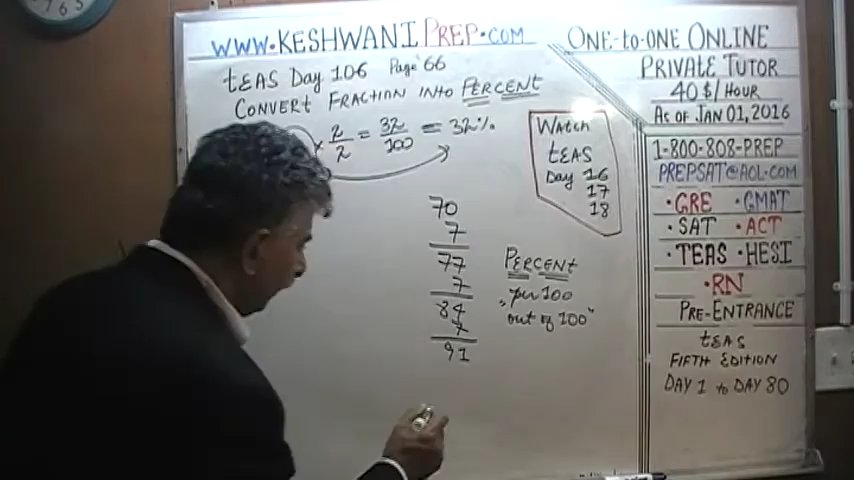 www.KESHWANIPREP.com
TEAS Day 106 Page 66
CONVERT FRACTION INTO PERCENT
× 2/2 = 32/100 = 32%
70
7
77
7
84
7
91
PERCENT
"per 100
out of 100"
WATCH
TEAS
Day 16
17
18
ONE-to-ONE ONLINE
PRIVATE TUTOR
40 $/HOUR
AS OF JAN 01, 2016
1-800-808-PREP
PREPSAT@AOL.COM
•GRE •GMAT
•SAT •ACT
•TEAS •HESI
•RN
PRE-ENTRANCE
TEAS
FIFTH EDITION
DAY 1 to DAY 80